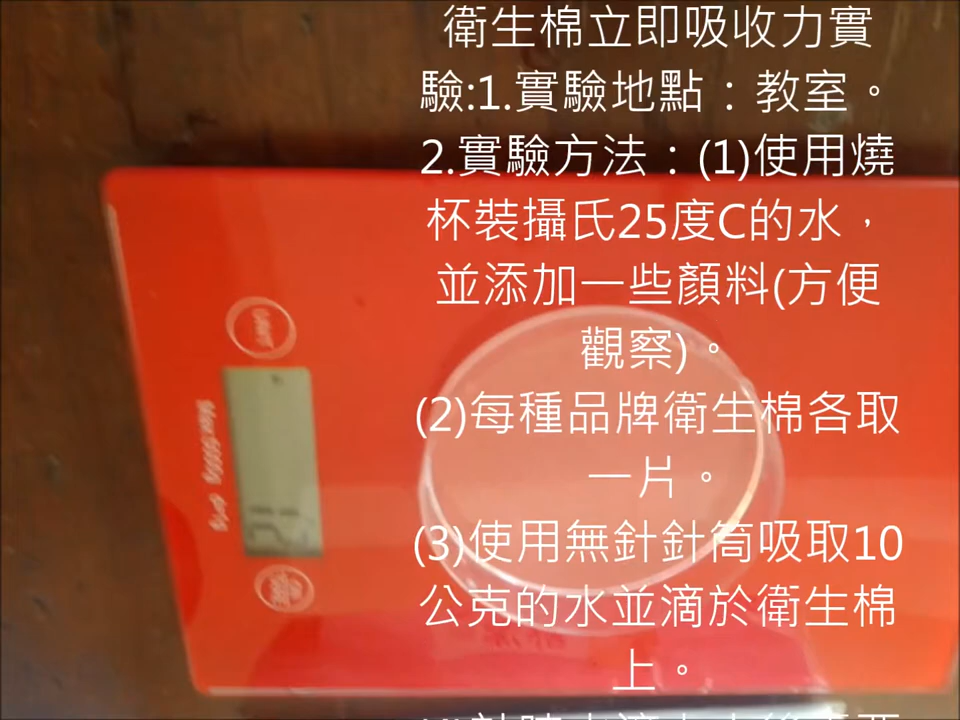 衛生棉立即吸收力實
驗:1.實驗地點：教室。
2.實驗方法：(1)使用燒
杯裝攝氏25度C的水，
並添加一些顏料(方便
觀察)。
(2)每種品牌衛生棉各取
一片。
(3)使用無針針筒吸取10
公克的水並滴於衛生棉
上。
Max:5000g d=1g